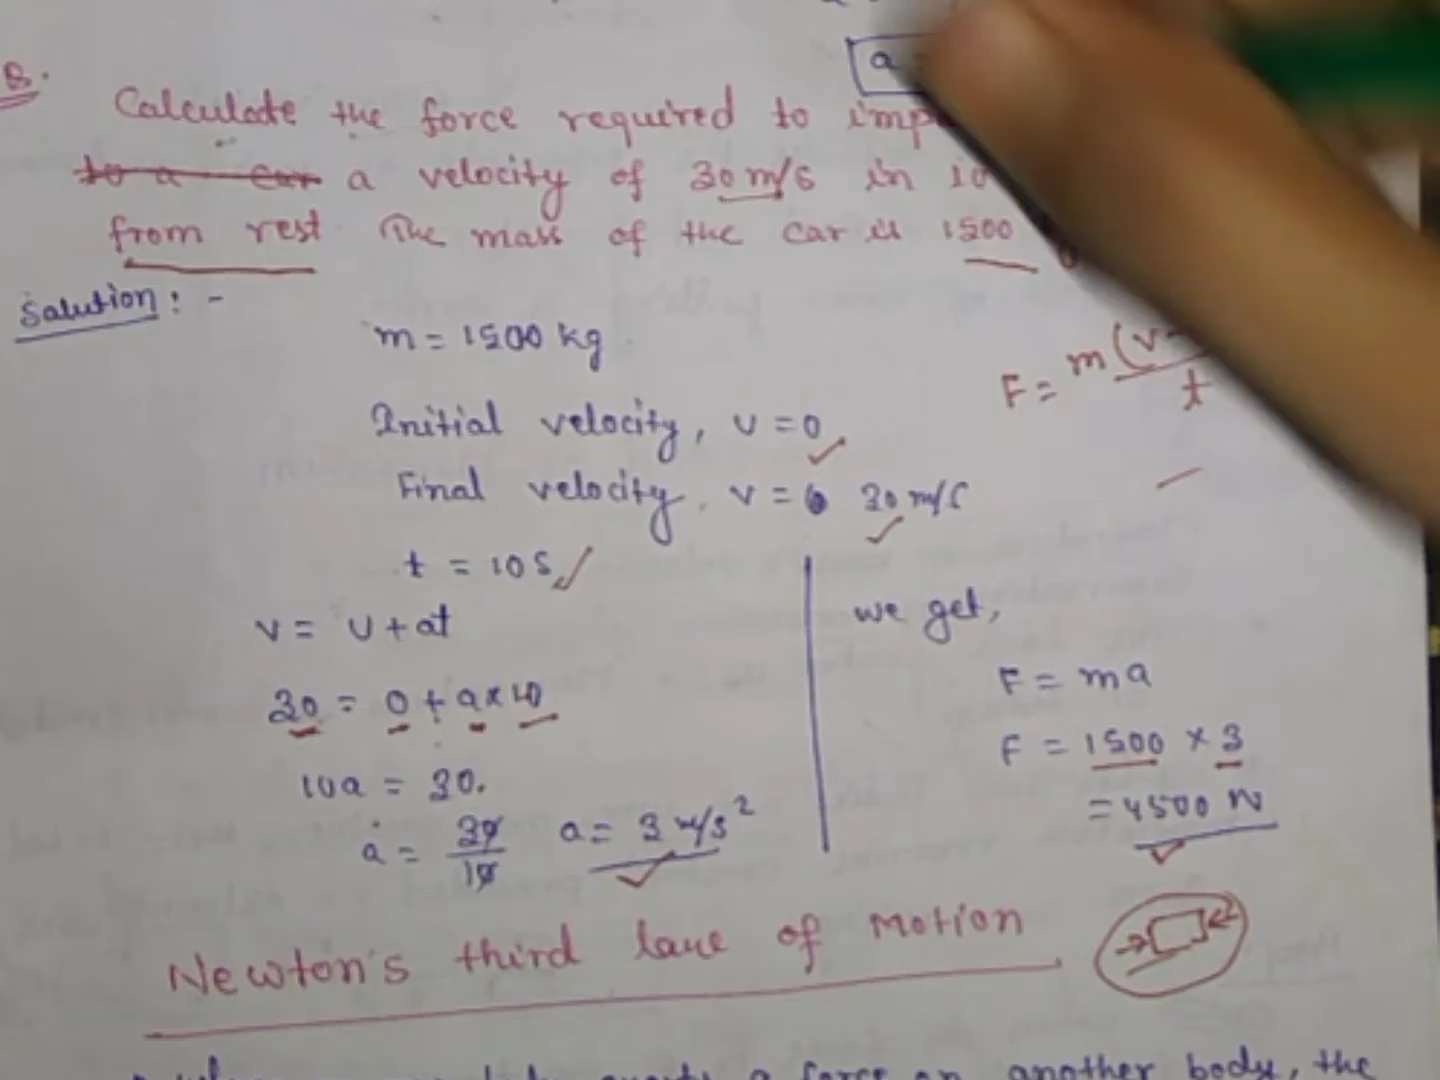 a
Q.
Calculate the force required to
to a car a velocity of 30 m/s in 10
from rest. The mass of the car is 1500
Solution : -
m = 1500 kg
F = m(v-
t
Initial velocity, u = 0
Final velocity, v = 30 m/s
t = 10 s
v = u + at
30 = 0 + a × 10
10a = 30.
a = 30/10 a = 3 m/s²
we get,
F = ma
F = 1500 × 3
= 4500 N
Newton's third law of Motion
a force on another body, the